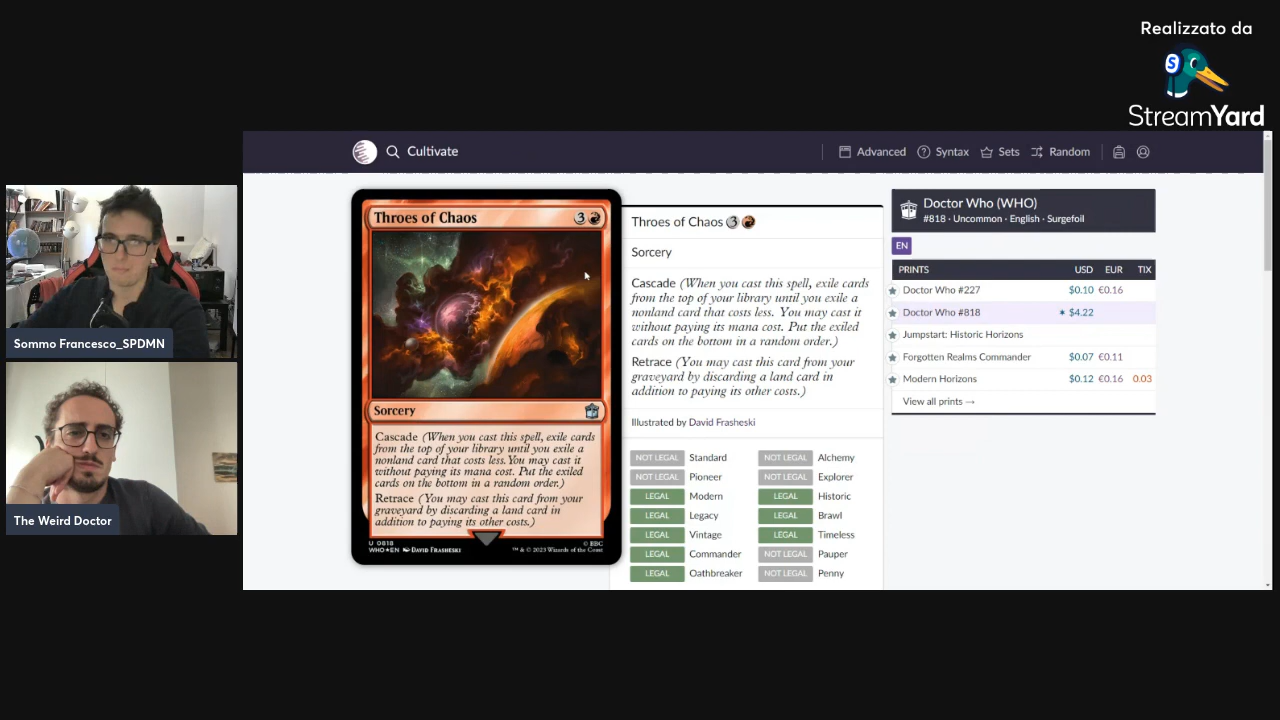 Realizzato da
S
StreamYard
Cultivate
Advanced
Syntax
Sets
Random
Sommo Francesco_SPDMN
The Weird Doctor
Throes of Chaos 3
Sorcery
Cascade (When you cast this spell, exile cards
from the top of your library until you exile a
nonland card that costs less. You may cast it
without paying its mana cost. Put the exiled
cards on the bottom in a random order.)
Retrace (You may cast this card from your
graveyard by discarding a land card in
addition to paying its other costs.)
U 0818
WHO★EN DAVID FRASHESKI
© BBC
™ & © 2023 Wizards of the Coast
Throes of Chaos 3
Sorcery
Cascade (When you cast this spell, exile cards
from the top of your library until you exile a
nonland card that costs less. You may cast it
without paying its mana cost. Put the exiled
cards on the bottom in a random order.)
Retrace (You may cast this card from your
graveyard by discarding a land card in
addition to paying its other costs.)
Illustrated by David Frasheski
NOT LEGAL Standard NOT LEGAL Alchemy
NOT LEGAL Pioneer NOT LEGAL Explorer
LEGAL Modern LEGAL Historic
LEGAL Legacy LEGAL Brawl
LEGAL Vintage LEGAL Timeless
LEGAL Commander NOT LEGAL Pauper
LEGAL Oathbreaker NOT LEGAL Penny
Doctor Who (WHO)
#818 · Uncommon · English · Surgefoil
EN
PRINTS USD EUR TIX
Doctor Who #227 $0.10 €0.16
Doctor Who #818 ✶ $4.22
Jumpstart: Historic Horizons
Forgotten Realms Commander $0.07 €0.11
Modern Horizons $0.12 €0.16 0.03
View all prints →